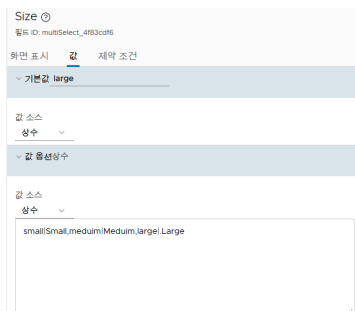 Size
필드 ID: multiSelect_4f83cdf6
화면 표시 값 제약 조건
기본값 large
값 소스
상수
값 옵션상수
값 소스
상수
small|Small,meduim|Meduim,large|.Large